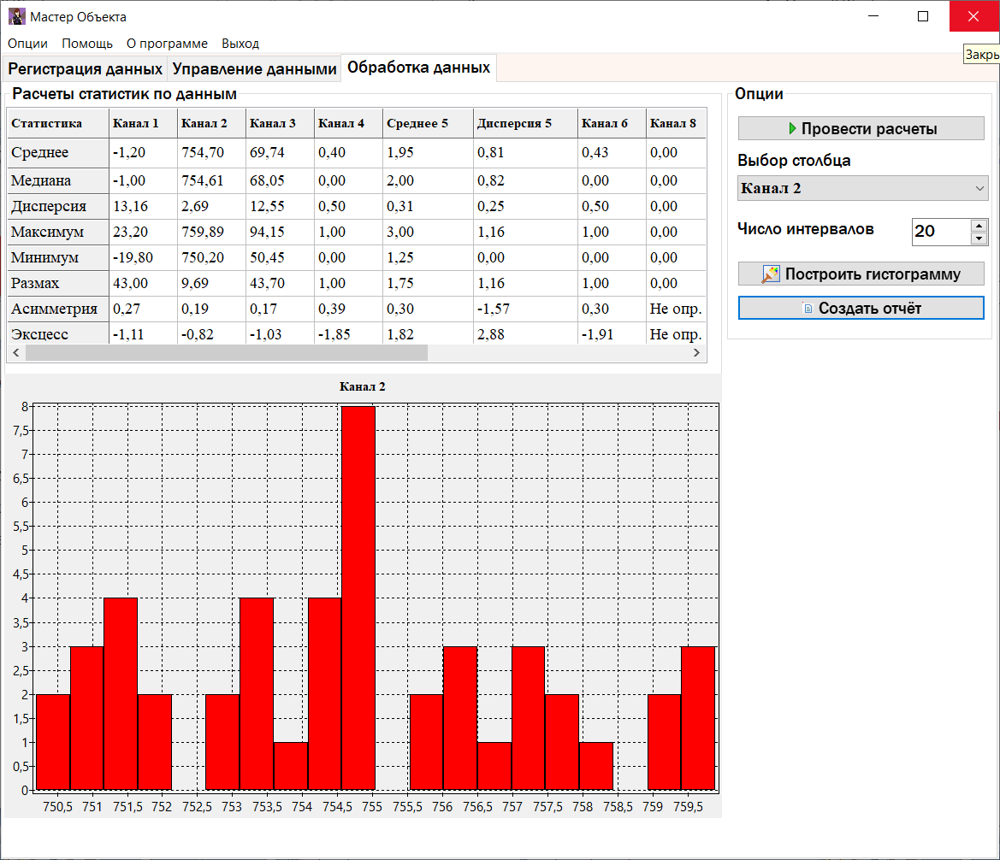 Мастер Объекта
Опции Помощь О программе Выход
Закры
Регистрация данных Управление данными Обработка данных
Расчеты статистик по данным
Статистика Канал 1 Канал 2 Канал 3 Канал 4 Среднее 5 Дисперсия 5 Канал 6 Канал 8
Среднее -1,20 754,70 69,74 0,40 1,95 0,81 0,43 0,00
Медиана -1,00 754,61 68,05 0,00 2,00 0,82 0,00 0,00
Дисперсия 13,16 2,69 12,55 0,50 0,31 0,25 0,50 0,00
Максимум 23,20 759,89 94,15 1,00 3,00 1,16 1,00 0,00
Минимум -19,80 750,20 50,45 0,00 1,25 0,00 0,00 0,00
Размах 43,00 9,69 43,70 1,00 1,75 1,16 1,00 0,00
Асимметрия 0,27 0,19 0,17 0,39 0,30 -1,57 0,30 Не опр.
Эксцесс -1,11 -0,82 -1,03 -1,85 1,82 2,88 -1,91 Не опр.
Опции
Провести расчеты
Выбор столбца
Канал 2
Число интервалов 20
Построить гистограмму
Создать отчёт
Канал 2
8
7,5
7
6,5
6
5,5
5
4,5
4
3,5
3
2,5
2
1,5
1
0,5
0
750,5 751 751,5 752 752,5 753 753,5 754 754,5 755 755,5 756 756,5 757 757,5 758 758,5 759 759,5